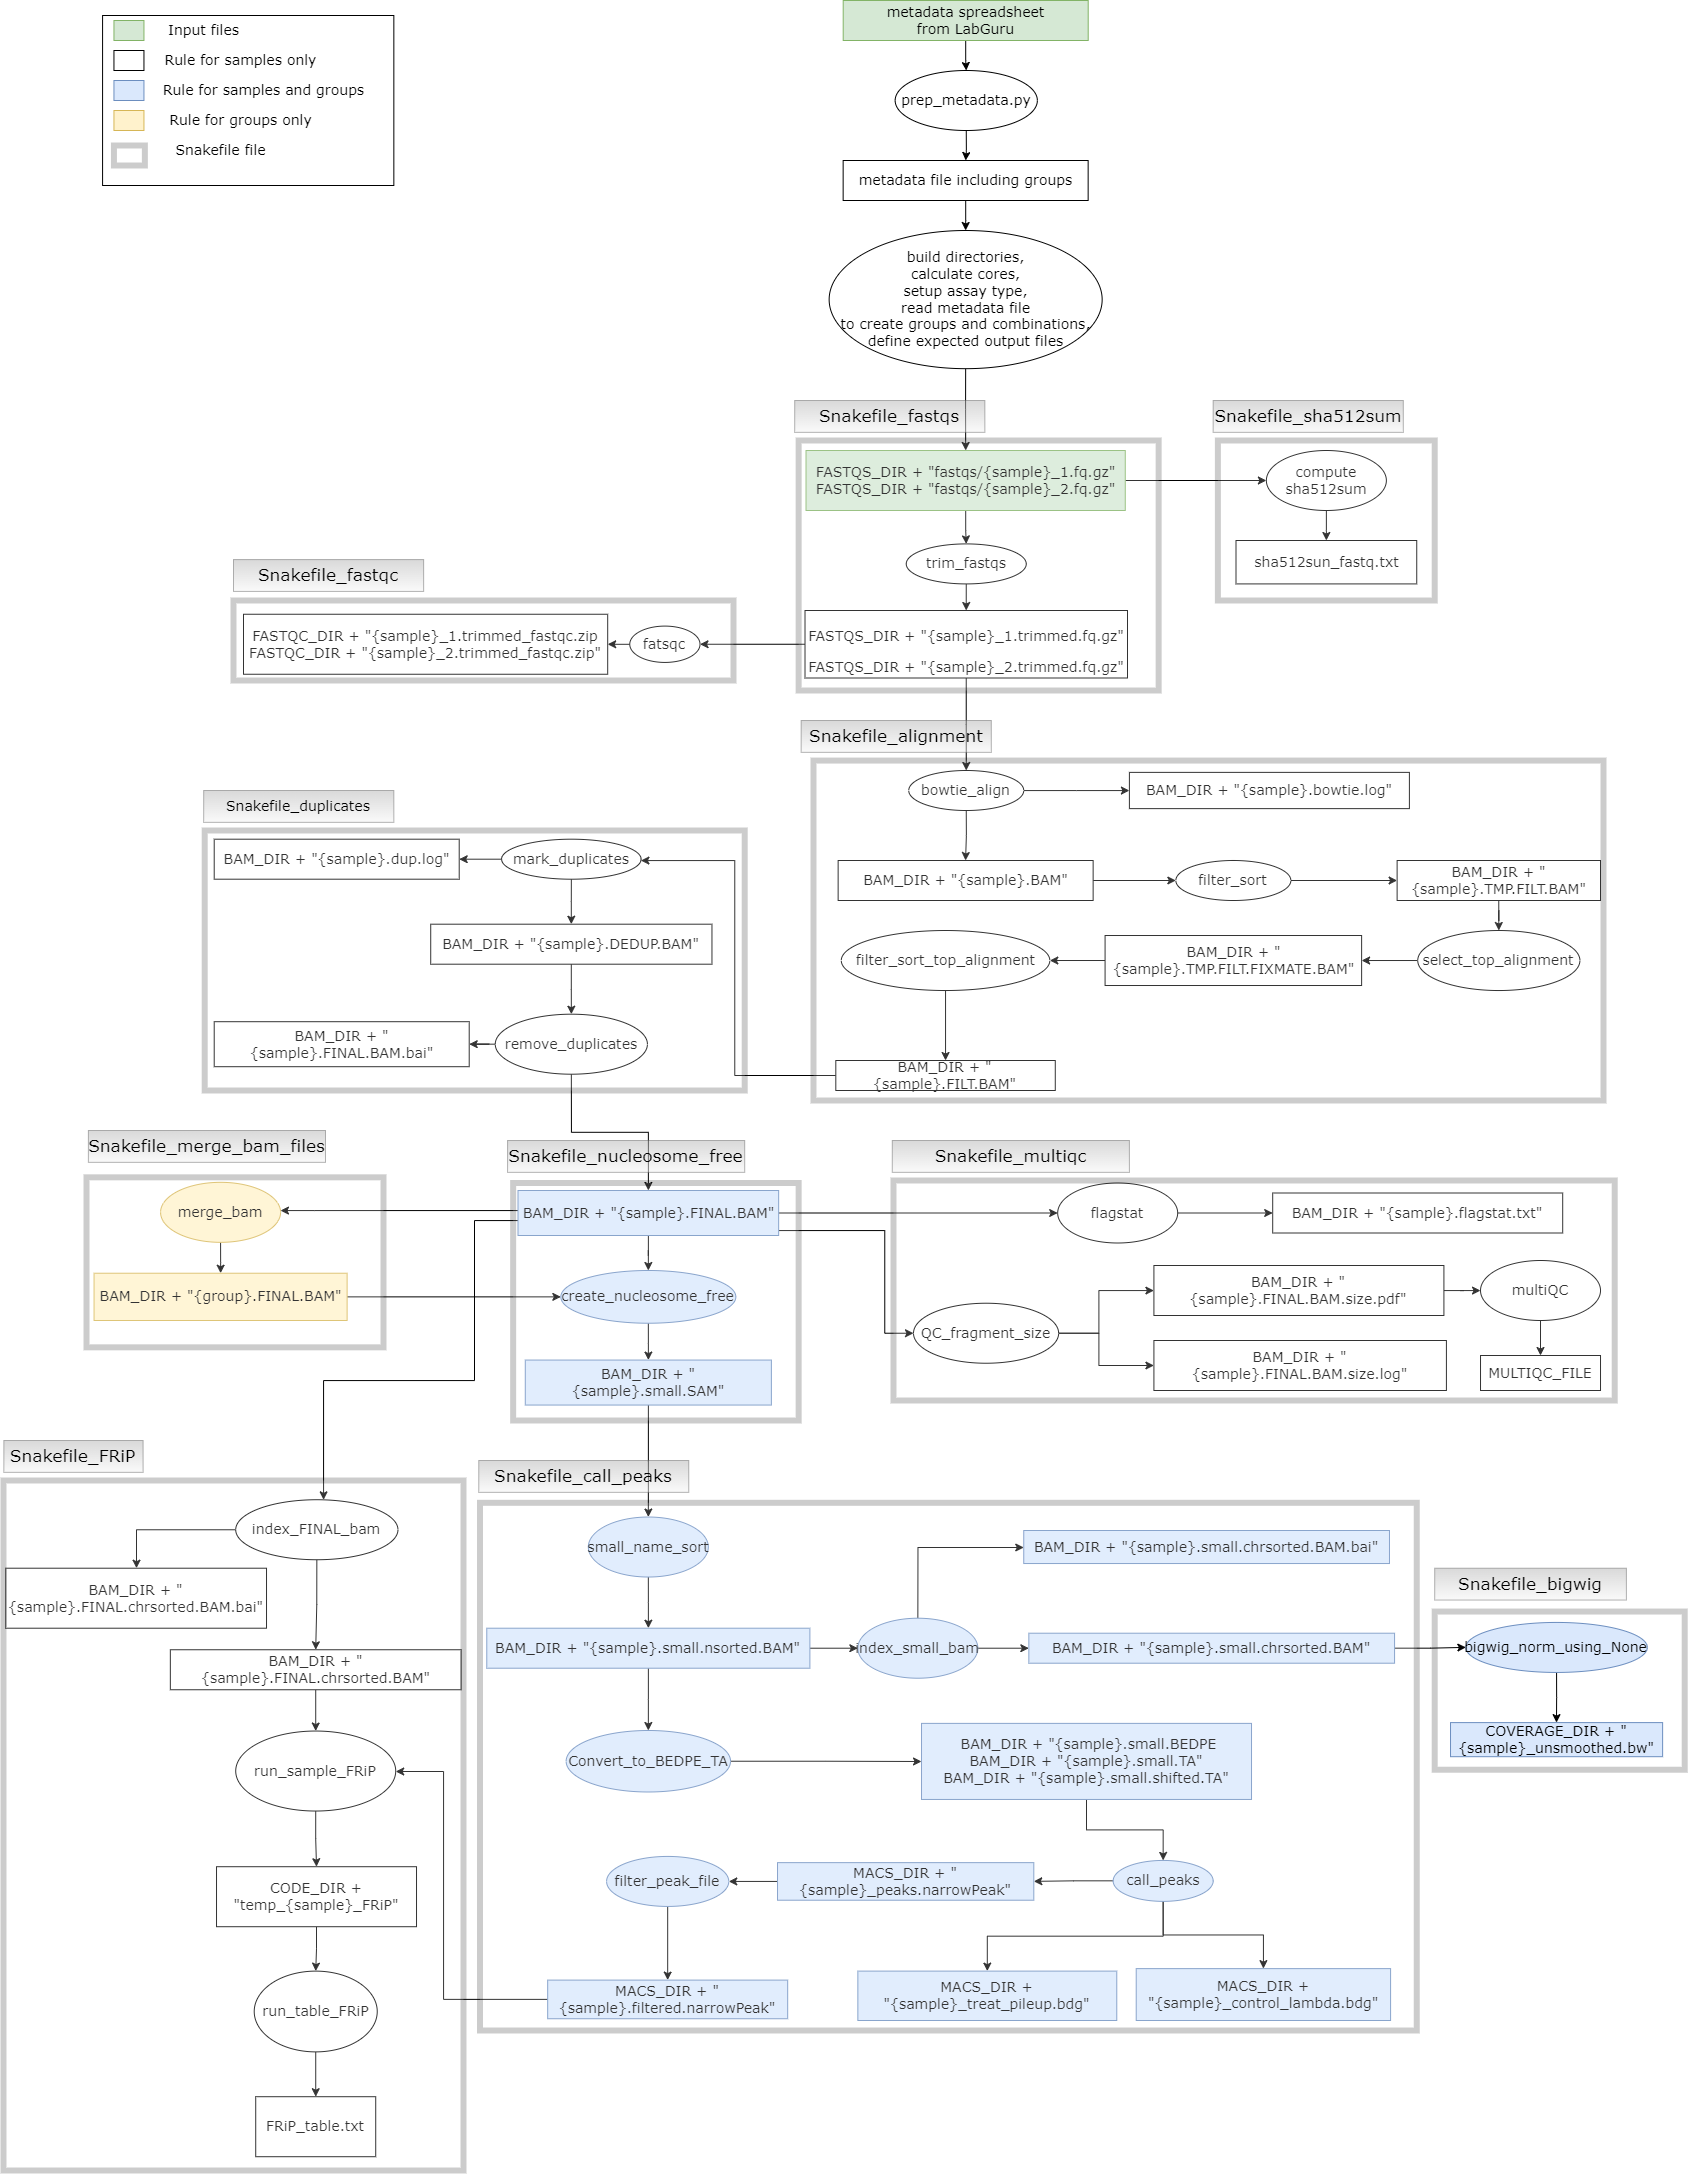 Input files
Rule for samples only
Rule for samples and groups
Rule for groups only
Snakefile file
metadata spreadsheet
from LabGuru
prep_metadata.py
metadata file including groups
build directories,
calculate cores,
setup assay type,
read metadata file
to create groups and combinations,
define expected output files
Snakefile_fastqs
FASTQS_DIR + "fastqs/{sample}_1.fq.gz"
FASTQS_DIR + "fastqs/{sample}_2.fq.gz"
trim_fastqs
FASTQS_DIR + "{sample}_1.trimmed.fq.gz"
FASTQS_DIR + "{sample}_2.trimmed.fq.gz"
Snakefile_sha512sum
compute
sha512sum
sha512sun_fastq.txt
Snakefile_fastqc
FASTQC_DIR + "{sample}_1.trimmed_fastqc.zip
FASTQC_DIR + "{sample}_2.trimmed_fastqc.zip"
fatsqc
Snakefile_alignment
bowtie_align
BAM_DIR + "{sample}.bowtie.log"
BAM_DIR + "{sample}.BAM"
filter_sort
BAM_DIR + "
{sample}.TMP.FILT.BAM"
filter_sort_top_alignment
BAM_DIR + "
{sample}.TMP.FILT.FIXMATE.BAM"
select_top_alignment
BAM_DIR + "
{sample}.FILT.BAM"
Snakefile_duplicates
BAM_DIR + "{sample}.dup.log"
mark_duplicates
BAM_DIR + "{sample}.DEDUP.BAM"
BAM_DIR + "
{sample}.FINAL.BAM.bai"
remove_duplicates
Snakefile_merge_bam_files
merge_bam
BAM_DIR + "{group}.FINAL.BAM"
Snakefile_nucleosome_free
BAM_DIR + "{sample}.FINAL.BAM"
create_nucleosome_free
BAM_DIR + "
{sample}.small.SAM"
Snakefile_multiqc
flagstat
BAM_DIR + "{sample}.flagstat.txt"
QC_fragment_size
BAM_DIR + "
{sample}.FINAL.BAM.size.pdf"
multiQC
BAM_DIR + "
{sample}.FINAL.BAM.size.log"
MULTIQC_FILE
Snakefile_FRiP
index_FINAL_bam
BAM_DIR + "
{sample}.FINAL.chrsorted.BAM.bai"
BAM_DIR + "
{sample}.FINAL.chrsorted.BAM"
run_sample_FRiP
CODE_DIR +
"temp_{sample}_FRiP"
run_table_FRiP
FRiP_table.txt
Snakefile_call_peaks
small_name_sort
BAM_DIR + "{sample}.small.chrsorted.BAM.bai"
BAM_DIR + "{sample}.small.nsorted.BAM"
index_small_bam
BAM_DIR + "{sample}.small.chrsorted.BAM"
Convert_to_BEDPE_TA
BAM_DIR + "{sample}.small.BEDPE
BAM_DIR + "{sample}.small.TA"
BAM_DIR + "{sample}.small.shifted.TA"
filter_peak_file
MACS_DIR + "
{sample}_peaks.narrowPeak"
call_peaks
MACS_DIR + "
{sample}.filtered.narrowPeak"
MACS_DIR +
"{sample}_treat_pileup.bdg"
MACS_DIR +
"{sample}_control_lambda.bdg"
Snakefile_bigwig
bigwig_norm_using_None
COVERAGE_DIR + "
{sample}_unsmoothed.bw"